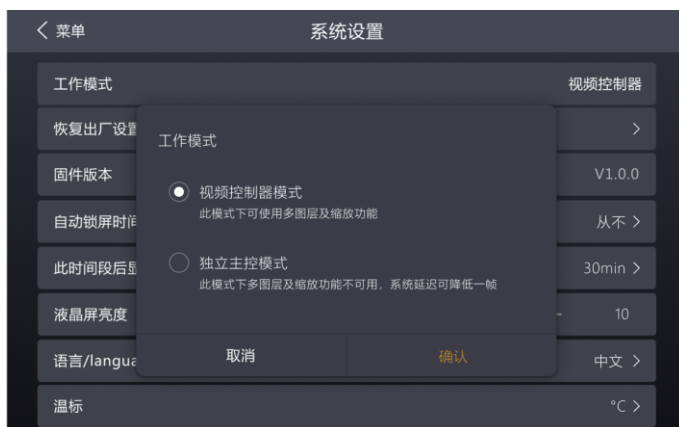 菜单
系统设置
工作模式 视频控制器
恢复出厂设置
固件版本 V1.0.0
自动锁屏时间 从不
此时间段后显 30min
液晶屏亮度 - 10
语言/langua 中文
温标 °C
工作模式
视频控制器模式
此模式下可使用多图层及缩放功能
独立主控模式
此模式下多图层及缩放功能不可用，系统延迟可降低一帧
取消 确认